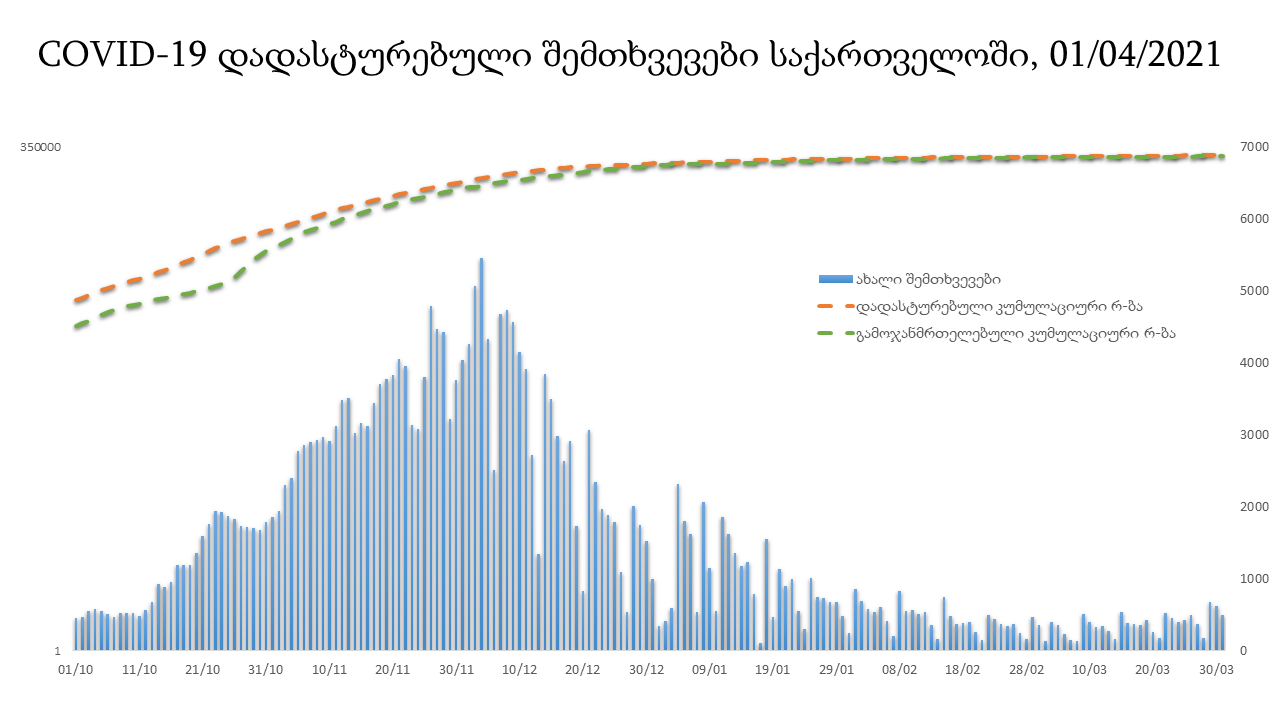 COVID-19 დადასტურებული შემთხვევები საქართველოში, 01/04/2021
350000
7000
6000
5000
4000
3000
2000
1000
1
0
ახალი შემთხვევები
დადასტურებული კუმულაციური რ-ბა
გამოჯანმრთელებული კუმულაციური რ-ბა
01/10 11/10 21/10 31/10 10/11 20/11 30/11 10/12 20/12 30/12 09/01 19/01 29/01 08/02 18/02 28/02 10/03 20/03 30/03